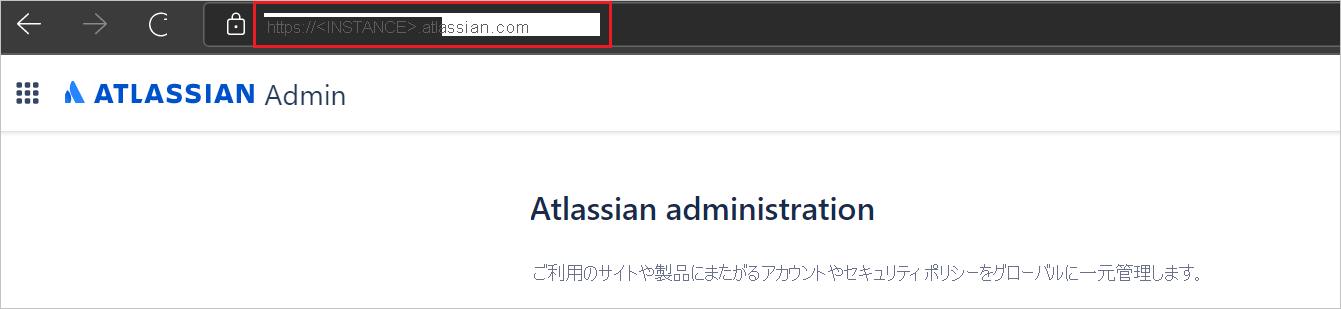 https://<INSTANCE>.atlassian.com
ATLASSIAN Admin
Atlassian administration
ご利用のサイトや製品にまたがるアカウントやセキュリティ ポリシーをグローバルに一元管理します。